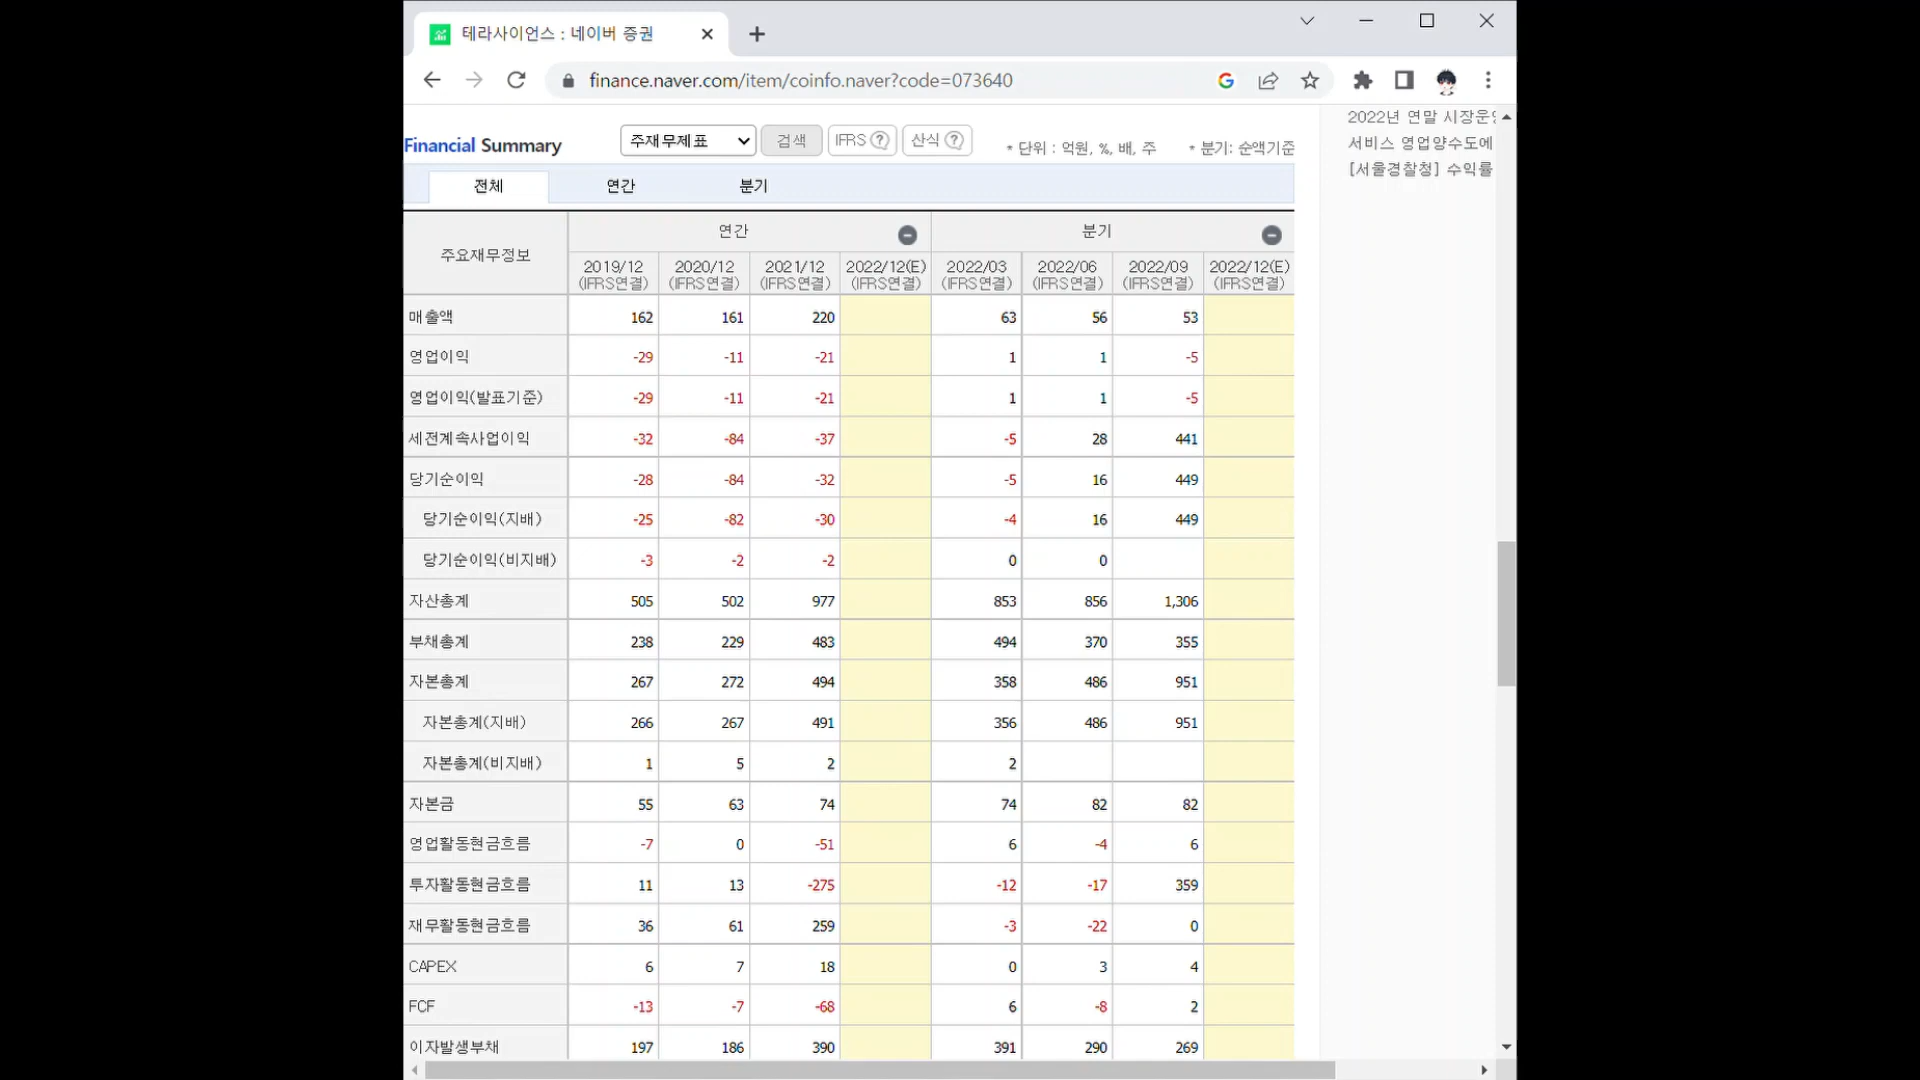 테라사이언스 : 네이버 증권
finance.naver.com/item/coinfo.naver?code=073640
2022년 연말 시장운영
서비스 영업양수도에
[서울경찰청] 수익률
Financial Summary 주재무제표 검색 IFRS ? 산식 ? * 단위 : 억원, %, 배, 주 * 분기: 순액기준
전체 연간 분기
주요재무정보 연간 분기
2019/12 2020/12 2021/12 2022/12(E) 2022/03 2022/06 2022/09 2022/12(E)
(IFRS연결) (IFRS연결) (IFRS연결) (IFRS연결) (IFRS연결) (IFRS연결) (IFRS연결) (IFRS연결)
매출액 162 161 220 63 56 53
영업이익 -29 -11 -21 1 1 -5
영업이익(발표기준) -29 -11 -21 1 1 -5
세전계속사업이익 -32 -84 -37 -5 28 441
당기순이익 -28 -84 -32 -5 16 449
당기순이익(지배) -25 -82 -30 -4 16 449
당기순이익(비지배) -3 -2 -2 0 0
자산총계 505 502 977 853 856 1,306
부채총계 238 229 483 494 370 355
자본총계 267 272 494 358 486 951
자본총계(지배) 266 267 491 356 486 951
자본총계(비지배) 1 5 2 2
자본금 55 63 74 74 82 82
영업활동현금흐름 -7 0 -51 6 -4 6
투자활동현금흐름 11 13 -275 -12 -17 359
재무활동현금흐름 36 61 259 -3 -22 0
CAPEX 6 7 18 0 3 4
FCF -13 -7 -68 6 -8 2
이자발생부채 197 186 390 391 290 269